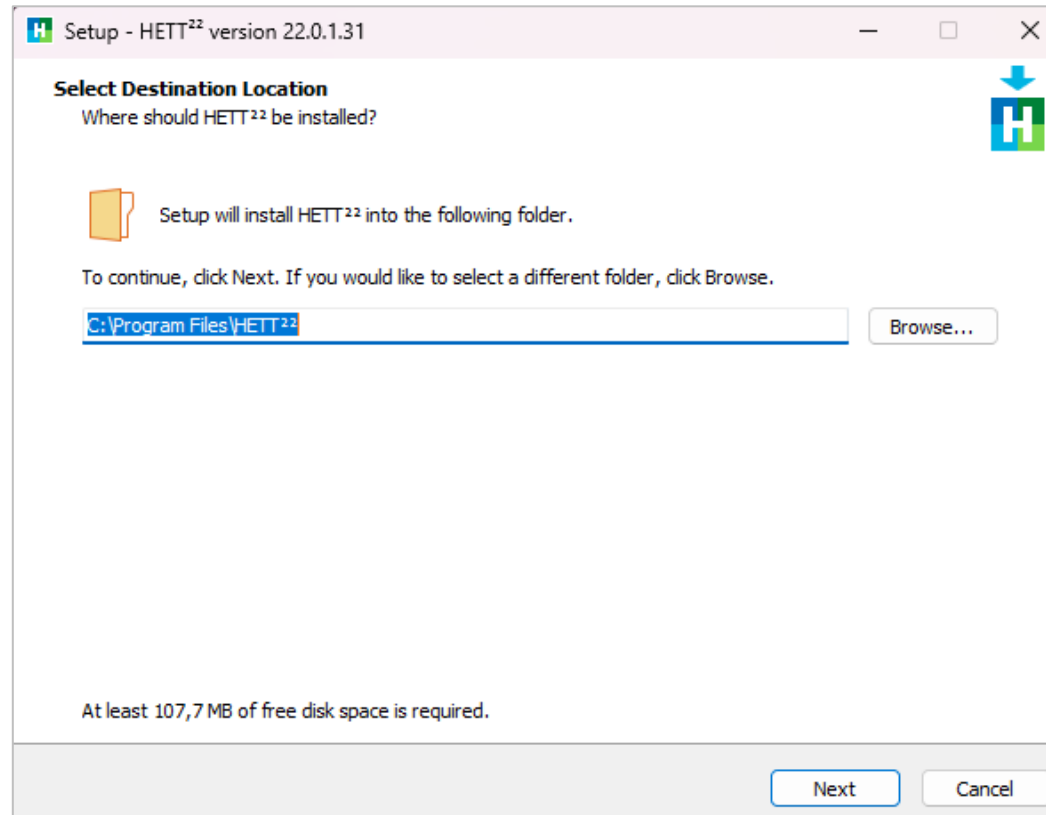 H Setup - HETT²² version 22.0.1.31
Select Destination Location
Where should HETT²² be installed?
H
Setup will install HETT²² into the following folder.
To continue, click Next. If you would like to select a different folder, click Browse.
C:\Program Files\HETT²² Browse...
At least 107,7 MB of free disk space is required.
Next Cancel